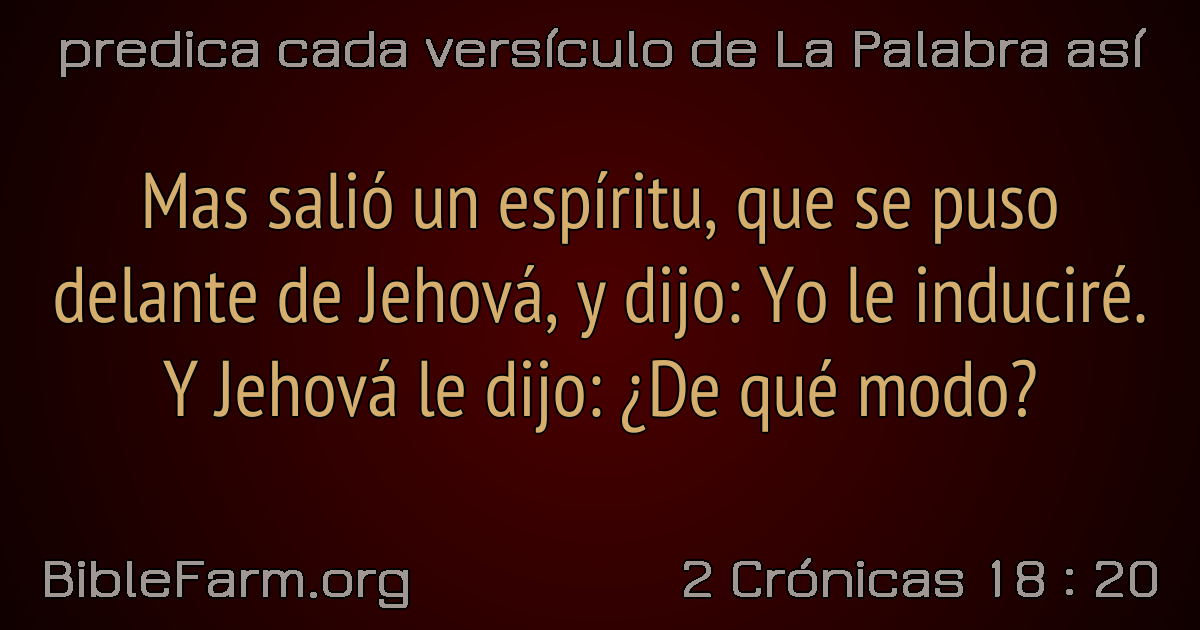 predica cada versículo de La Palabra así
Mas salió un espíritu, que se puso
delante de Jehová, y dijo: Yo le induciré.
Y Jehová le dijo: ¿De qué modo?
BibleFarm.org
2 Crónicas 18 : 20